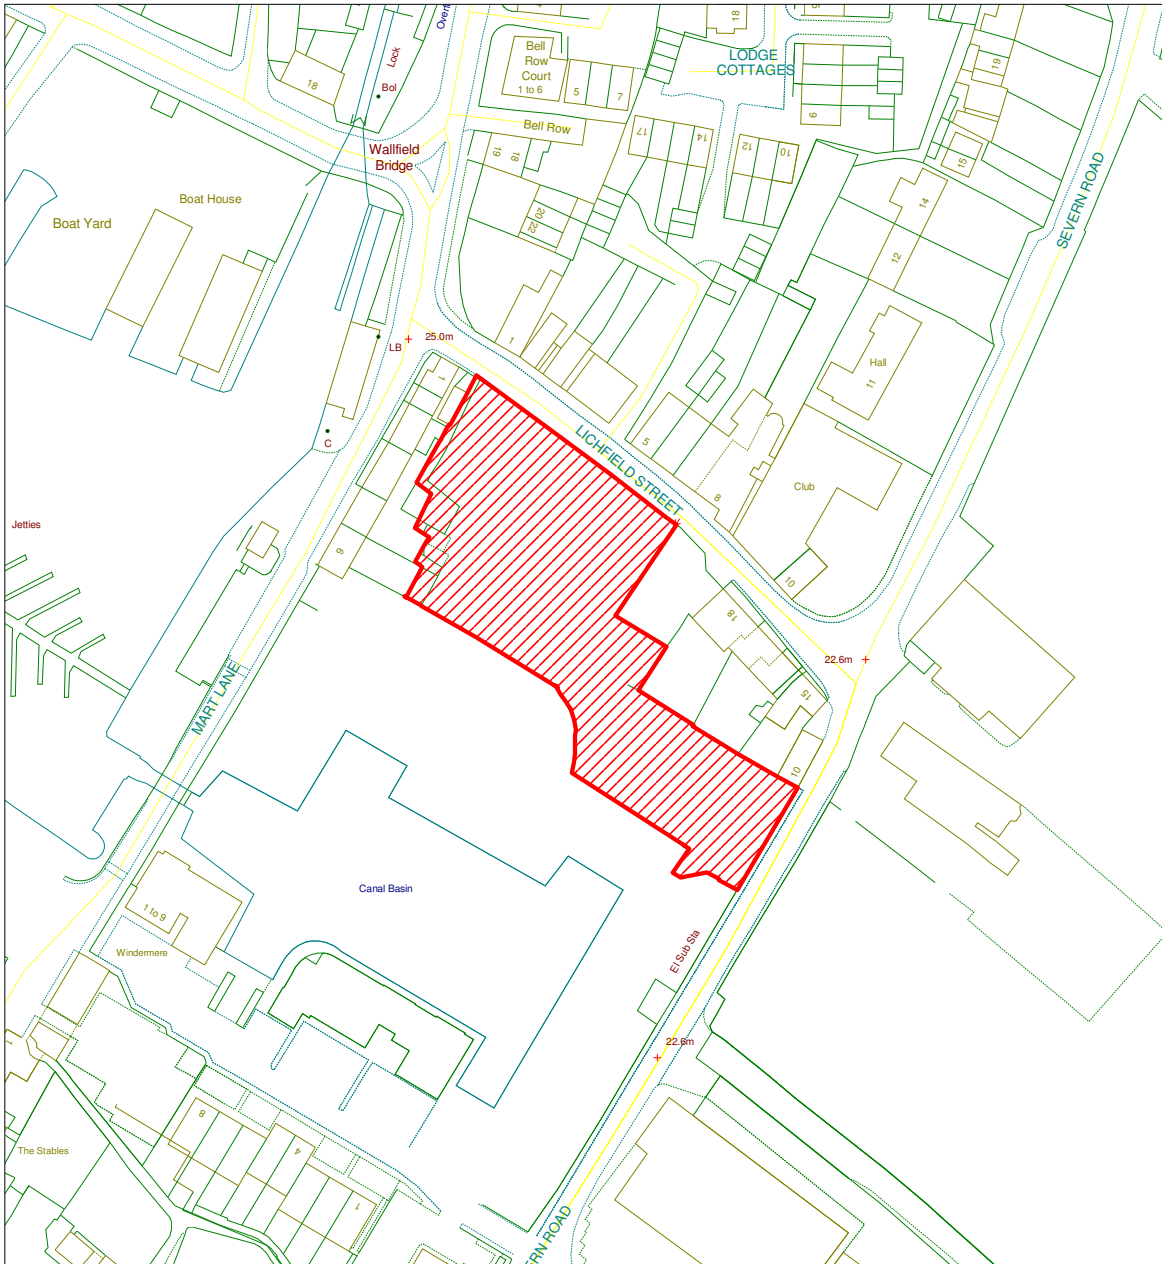 Overt
18
Lock
Bol
18
Bell
Row
Court
1 to 6
5
7
LODGE
COTTAGES
9
19
15
SEVERN ROAD
Bell Row
17
14
12
10
19
18
20
22
Wallfield
Bridge
Boat House
Boat Yard
14
12
Hall
11
25.0m
LB
1
1
LICHFIELD STREET
5
8
Club
10
C
Jetties
6
18
15
10
22.6m
MART LANE
Canal Basin
1 to 9
Windermere
El Sub Sta
22.6m
1
The Stables
8
4
1
ERN ROAD